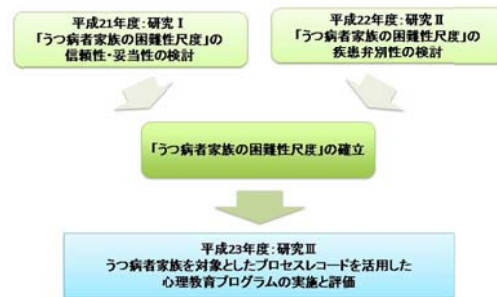 平成21年度：研究Ⅰ
「うつ病者家族の困難性尺度」の
信頼性・妥当性の検討
平成22年度：研究Ⅱ
「うつ病者家族の困難性尺度」の
疾患弁別性の検討
「うつ病者家族の困難性尺度」の確立
平成23年度：研究Ⅲ
うつ病者家族を対象としたプロセスレコードを活用した
心理教育プログラムの実施と評価